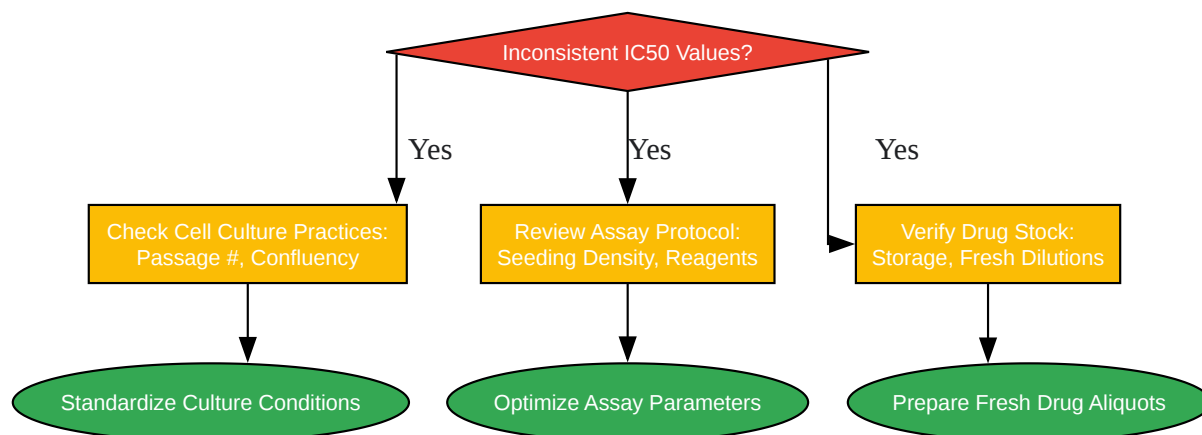 Inconsistent IC50 Values?
Yes
Yes
Yes
Check Cell Culture Practices:
Passage #, Confluency
Review Assay Protocol:
Seeding Density, Reagents
Verify Drug Stock:
Storage, Fresh Dilutions
Standardize Culture Conditions
Optimize Assay Parameters
Prepare Fresh Drug Aliquots